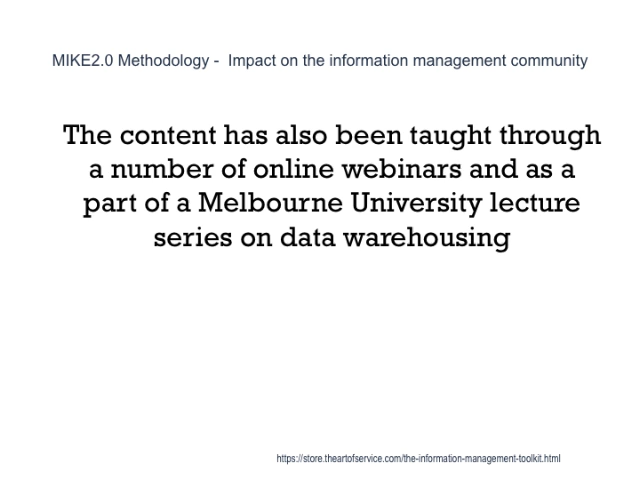 MIKE2.0 Methodology -  Impact on the information management community
The content has also been taught through
a number of online webinars and as a
part of a Melbourne University lecture
series on data warehousing
https://store.theartofservice.com/the-information-management-toolkit.html